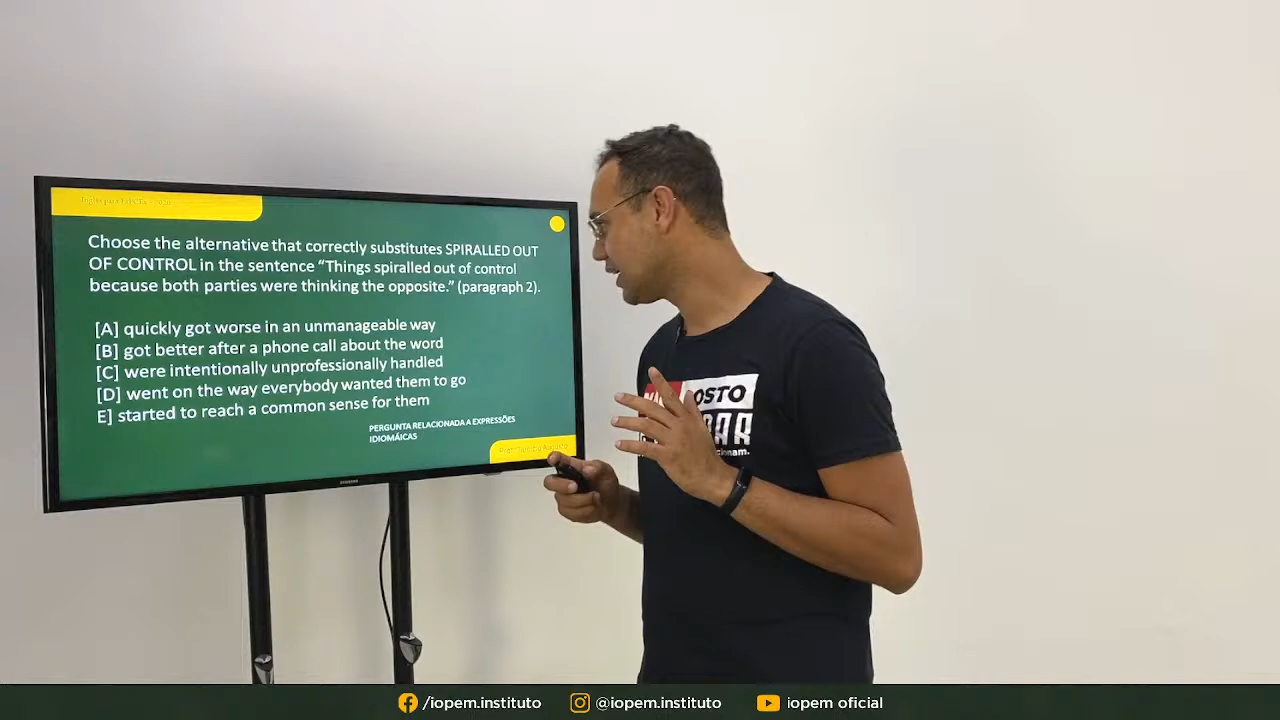 Choose the alternative that correctly substitutes SPIRALLED OUT
OF CONTROL in the sentence “Things spiralled out of control
because both parties were thinking the opposite.” (paragraph 2).
[A] quickly got worse in an unmanageable way
[B] got better after a phone call about the word
[C] were intentionally unprofessionally handled
[D] went on the way everybody wanted them to go
E] started to reach a common sense for them
PERGUNTA RELACIONADA A EXPRESSÕES
IDIOMÁICAS
SAMSUNG
/iopem.instituto
@iopem.instituto
iopem oficial